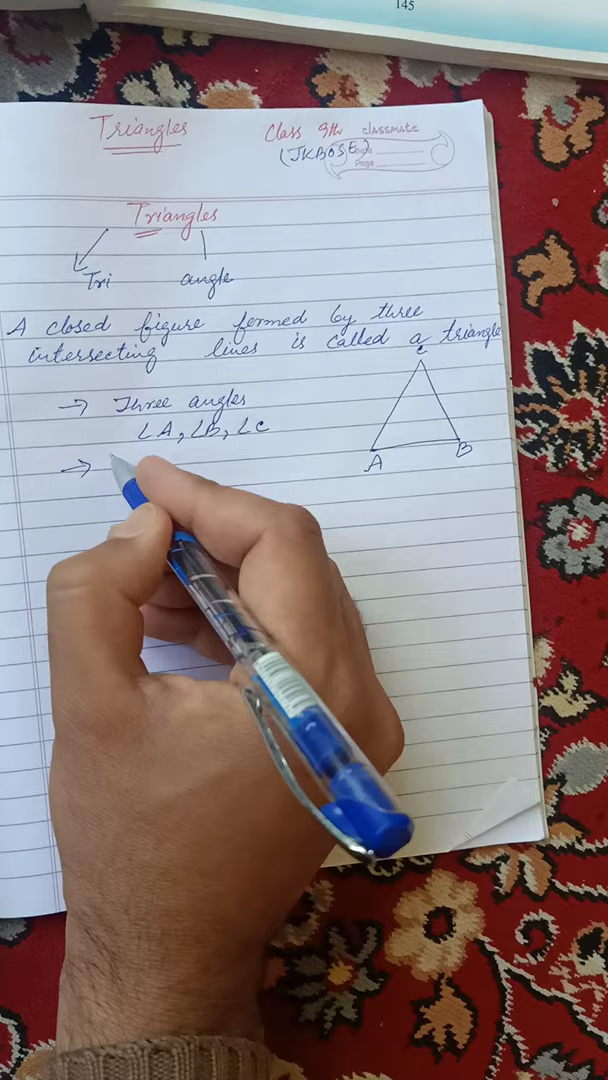 145
Triangles
Class 9th
classmate
(JKBOSE)
Page
Triangles
Tri angle
A closed figure formed by three
intersecting lines is called a triangle
C
→ Three angles
∠A, ∠B, ∠C
A B
→